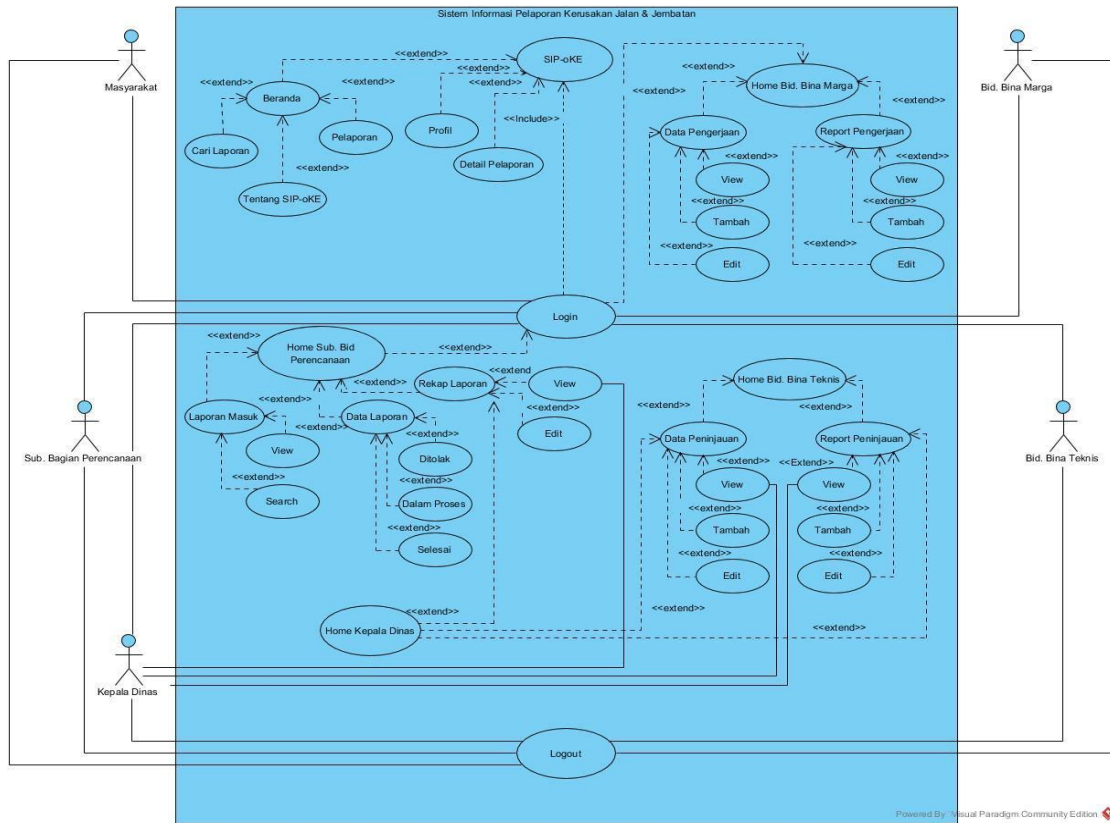 Sistem Informasi Pelaporan Kerusakan Jalan & Jembatan
Masyarakat
Bid. Bina Marga
Sub. Bagian Perencanaan
Bid. Bina Teknis
Kepala Dinas
<<extend>>
SIP-oKE
<<extend>>
<<extend>>
<<extend>>
<<extend>>
Beranda
Cari Laporan
Pelaporan
<<extend>>
Tentang SIP-oKE
Profil
<<Include>>
Detail Pelaporan
Home Bid. Bina Marga
<<extend>>
<<extend>>
Data Pengerjaan
Report Pengerjaan
<<extend>>
View
<<extend>>
Tambah
<<extend>>
Edit
<<extend>>
View
<<extend>>
Tambah
<<extend>>
Edit
Login
<<extend>>
Home Sub. Bid
Perencanaan
<<extend>>
<<extend>>
Rekap Laporan
<<extend
View
Edit
<<extend>>
Laporan Masuk
<<extend>>
Data Laporan
View
<<extend>>
Search
<<extend>>
Ditolak
<<extend>>
Dalam Proses
<<extend>>
Selesai
Home Bid. Bina Teknis
<<extend>>
<<extend>>
Data Peninjauan
Report Peninjauan
<<extend>>
View
<<extend>>
Tambah
<<extend>>
Edit
<<Extend>>
View
<<extend>>
Tambah
<<extend>>
Edit
Home Kepala Dinas
<<extend>>
<<extend>>
<<extend>>
Logout
Powered By Visual Paradigm Community Edition